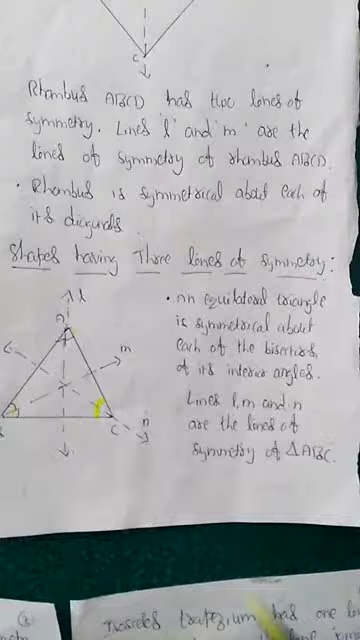 C
Rhombus ABCD has two lines of
symmetry. Lines 'l' and 'm' are the
lines of symmetry of rhombus ABCD.
• Rhombus is symmetrical about each of
its diagonals
Shapes having Three lines of symmetry:
l
A
m
n
C
• An equilateral triangle
is symmetrical about
each of the bisectors
of its interior angles.
Lines l, m and n
are the lines of
symmetry of ΔABC.
trapezium has one